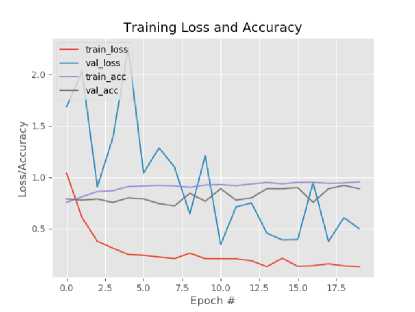 Training Loss and Accuracy
train_loss
val_loss
train_acc
val_acc
2.0
1.5
1.0
0.5
Loss/Accuracy
0.0 2.5 5.0 7.5 10.0 12.5 15.0 17.5
Epoch #